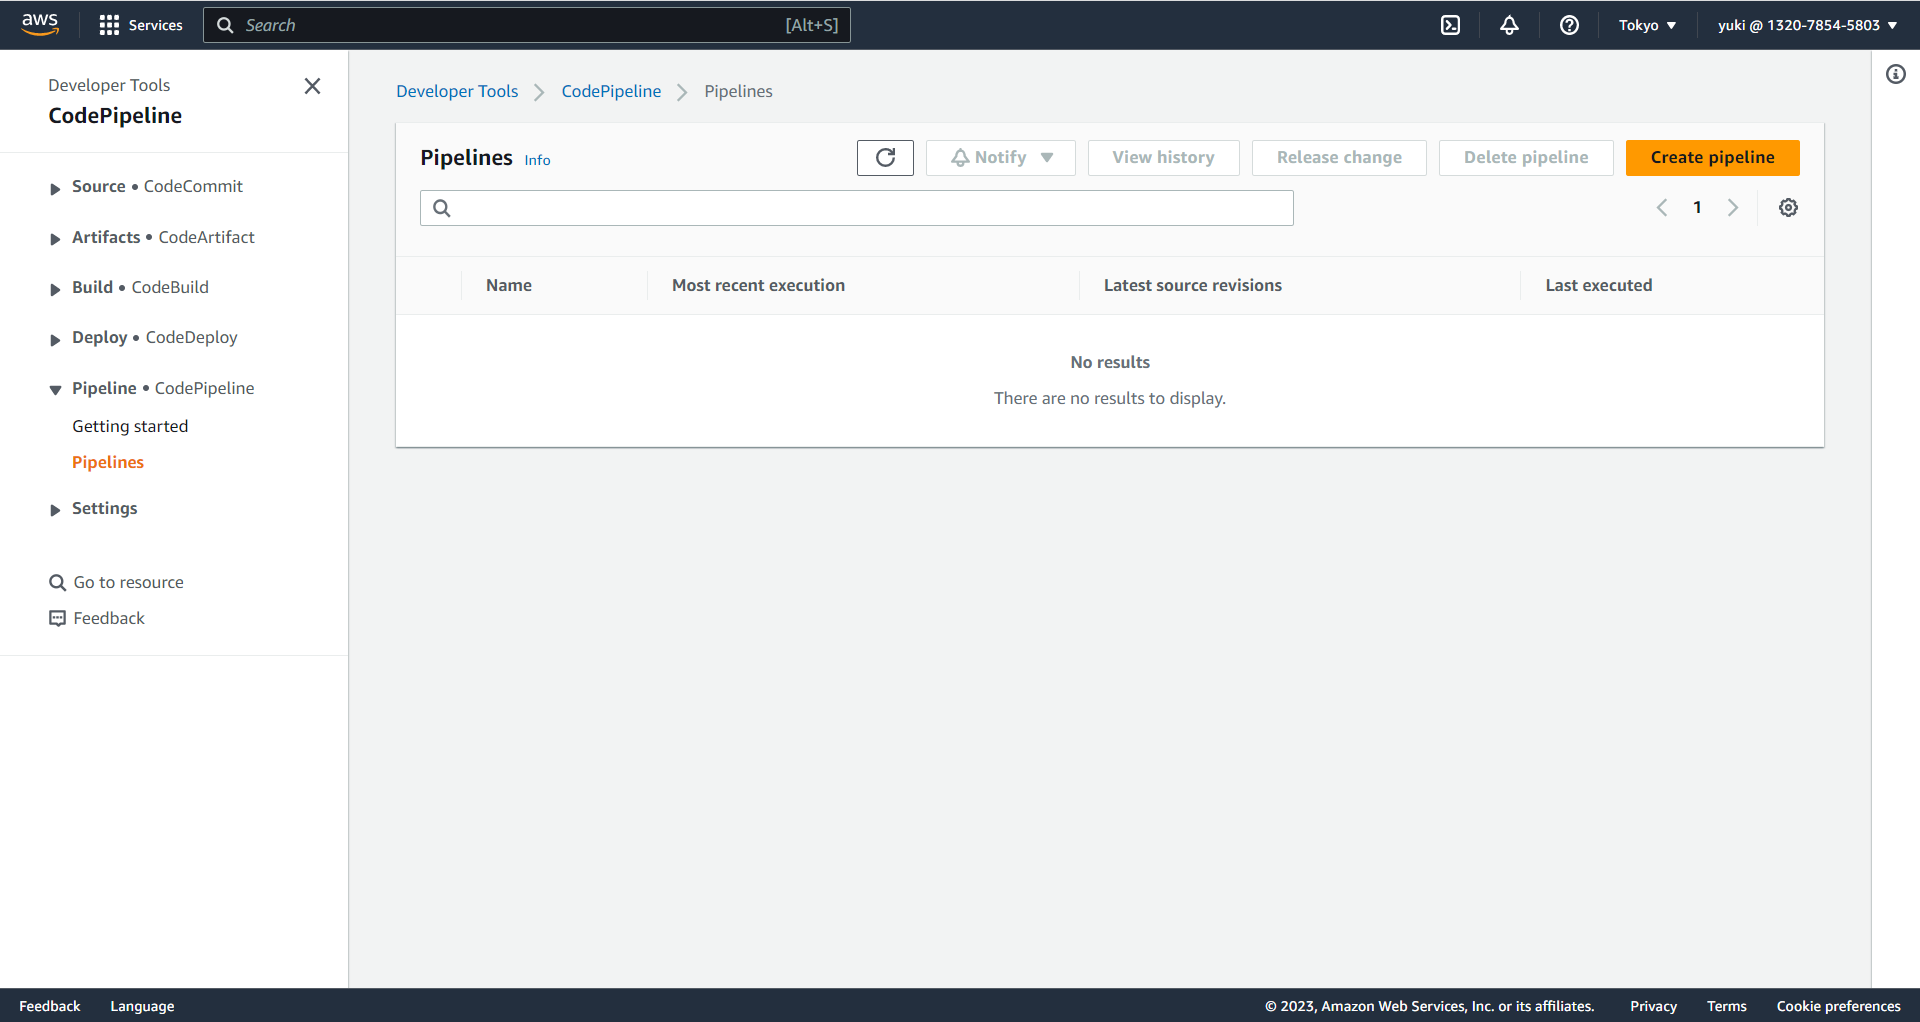 aws Services Search [Alt+S] Tokyo yuki @ 1320-7854-5803
Developer Tools
CodePipeline
Source • CodeCommit
Artifacts • CodeArtifact
Build • CodeBuild
Deploy • CodeDeploy
Pipeline • CodePipeline
Getting started
Pipelines
Settings
Go to resource
Feedback
Developer Tools CodePipeline Pipelines
Pipelines Info Notify View history Release change Delete pipeline Create pipeline
1
Name Most recent execution Latest source revisions Last executed
No results
There are no results to display.
Feedback Language © 2023, Amazon Web Services, Inc. or its affiliates. Privacy Terms Cookie preferences